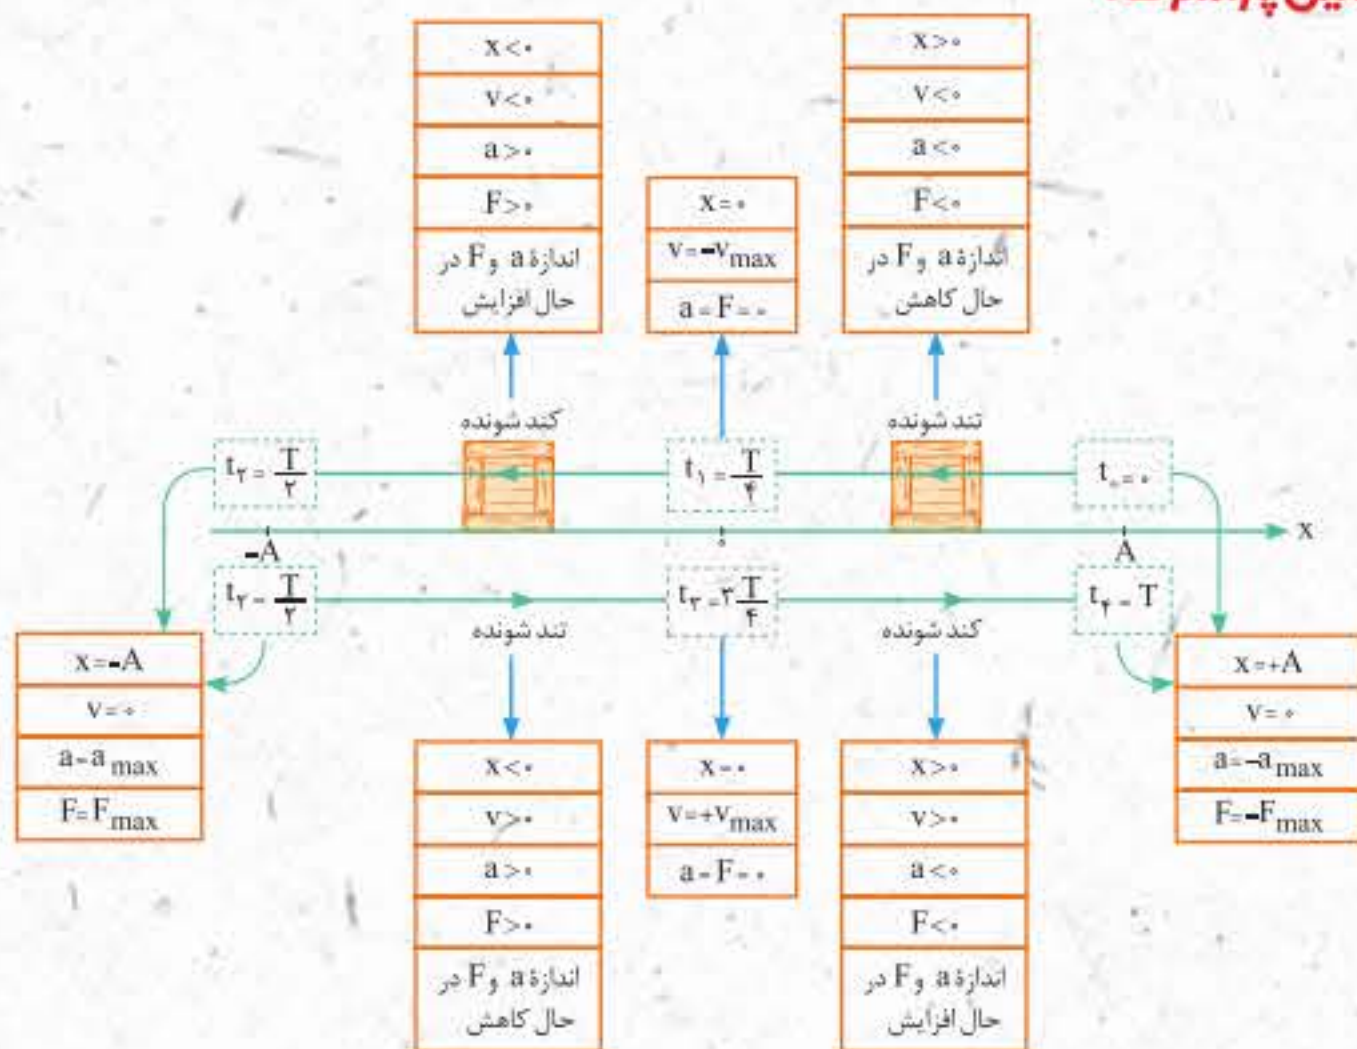 x<۰
v<۰
a>۰
F>۰
اندازهٔ a و F در
حال افزایش
x=۰
v=-vmax
a=F=۰
x>۰
v<۰
a<۰
F<۰
اندازهٔ a و F در
حال کاهش
کند شونده
تند شونده
t۲=T/۲
t۱=T/۴
t۰=۰
-A
۰
A
x
t۲=T/۲
t۳=۳T/۴
t۴=T
تند شونده
کند شونده
x=-A
v=۰
a=a max
F=Fmax
x<۰
v>۰
a>۰
F>۰
اندازهٔ a و F در
حال کاهش
x=۰
v=+vmax
a=F=۰
x>۰
v>۰
a<۰
F<۰
اندازهٔ a و F در
حال افزایش
x=+A
v=۰
a=-amax
F=-Fmax